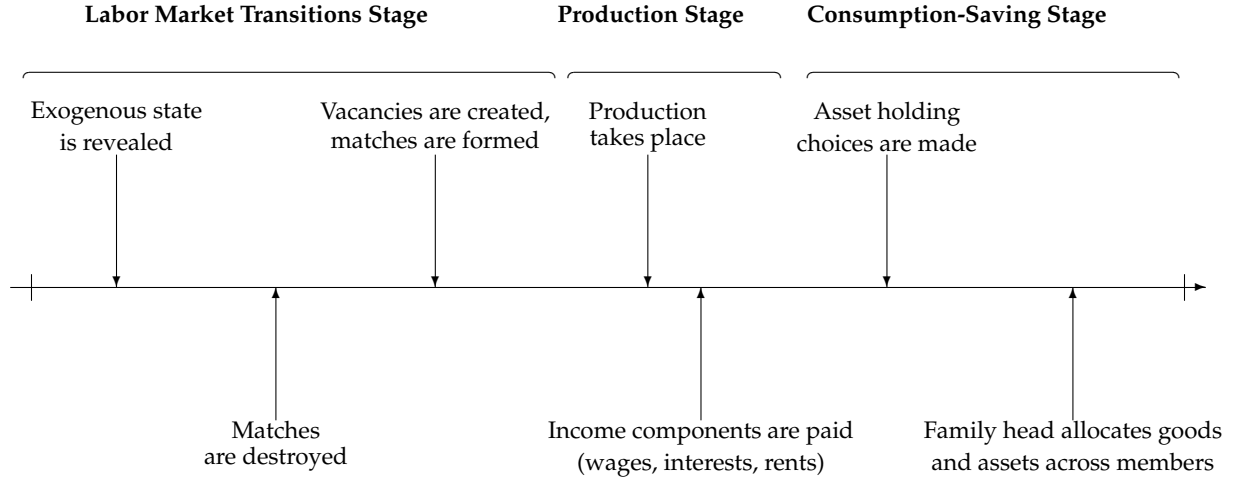 Labor Market Transitions Stage
Production Stage
Consumption-Saving Stage
Exogenous state
is revealed
Vacancies are created,
matches are formed
Production
takes place
Asset holding
choices are made
Matches
are destroyed
Income components are paid
(wages, interests, rents)
Family head allocates goods
and assets across members